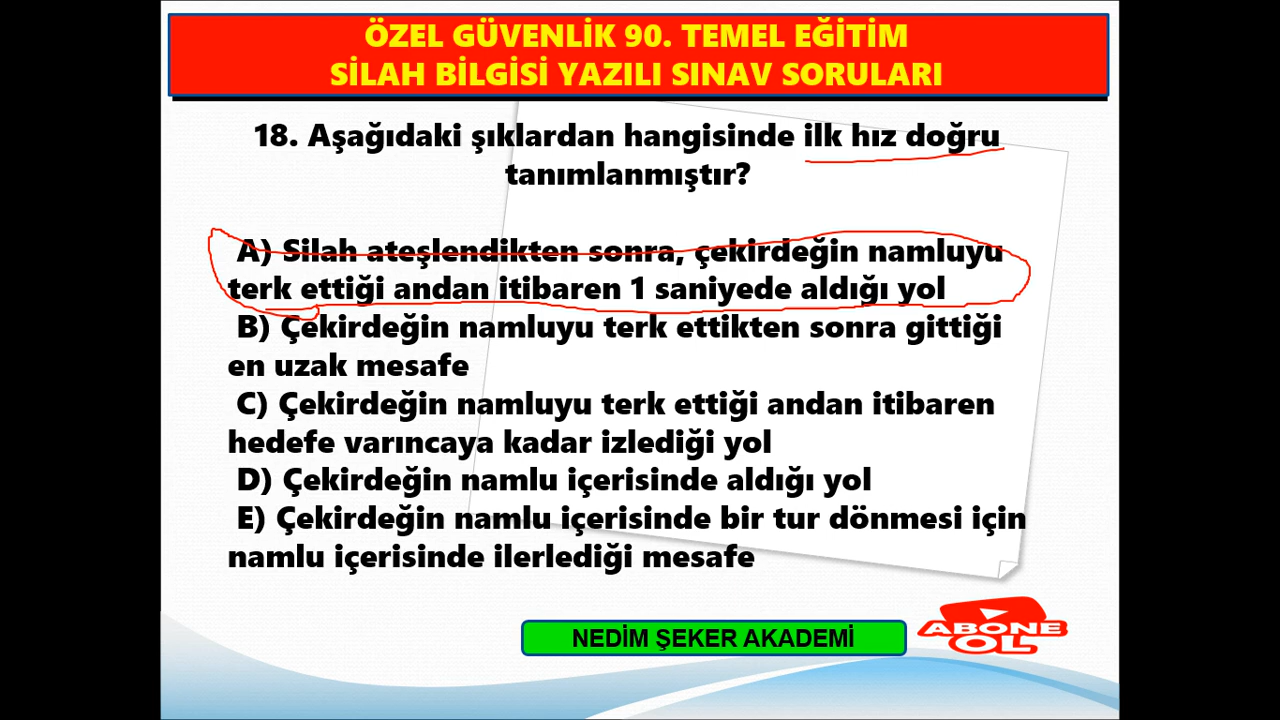 ÖZEL GÜVENLİK 90. TEMEL EĞİTİM
SİLAH BİLGİSİ YAZILI SINAV SORULARI
18. Aşağıdaki şıklardan hangisinde ilk hız doğru
tanımlanmıştır?
A) Silah ateşlendikten sonra, çekirdeğin namluyu
terk ettiği andan itibaren 1 saniyede aldığı yol
B) Çekirdeğin namluyu terk ettikten sonra gittiği
en uzak mesafe
C) Çekirdeğin namluyu terk ettiği andan itibaren
hedefe varıncaya kadar izlediği yol
D) Çekirdeğin namlu içerisinde aldığı yol
E) Çekirdeğin namlu içerisinde bir tur dönmesi için
namlu içerisinde ilerlediği mesafe
NEDİM ŞEKER AKADEMİ
ABONE
OL